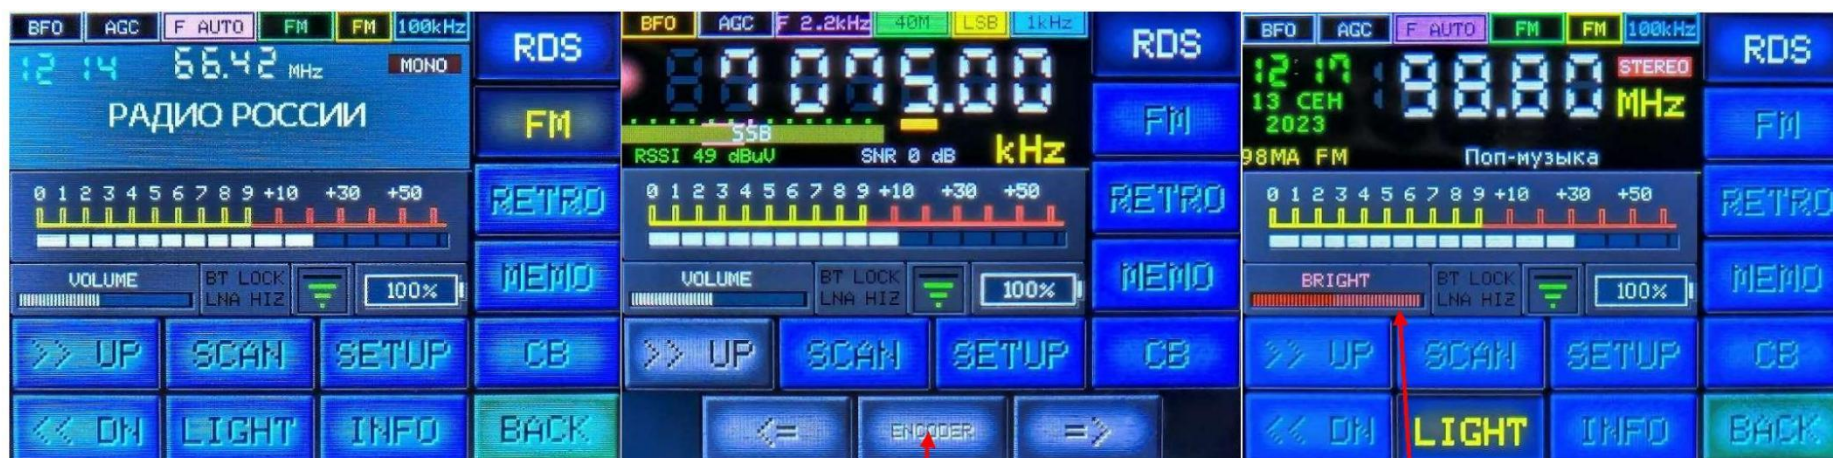 BFO AGC F AUTO FM FM 100kHz
12 14 66.42 MHz MONO
РАДИО РОССИИ
0 1 2 3 4 5 6 7 8 9 +10 +30 +50
VOLUME BT LOCK
LNA HIZ 100%
>> UP SCAN SETUP
<< DN LIGHT INFO
RDS
FM
RETRO
MEMO
CB
BACK
BFO AGC F 2.2kHz 40M LSB 1kHz
7075.00
SSB
RSSI 49 dBuV SNR 0 dB kHz
0 1 2 3 4 5 6 7 8 9 +10 +30 +50
VOLUME BT LOCK
LNA HIZ 100%
>> UP SCAN SETUP
<= ENCODER =>
RDS
FM
RETRO
MEMO
CB
BFO AGC F AUTO FM FM 100kHz
12:17 98.80 STEREO
13 СЕН MHz
2023
98MA FM Поп-музыка
0 1 2 3 4 5 6 7 8 9 +10 +30 +50
BRIGHT BT LOCK
LNA HIZ 100%
>> UP SCAN SETUP
<< DN LIGHT INFO
RDS
FM
RETRO
MEMO
CB
BACK